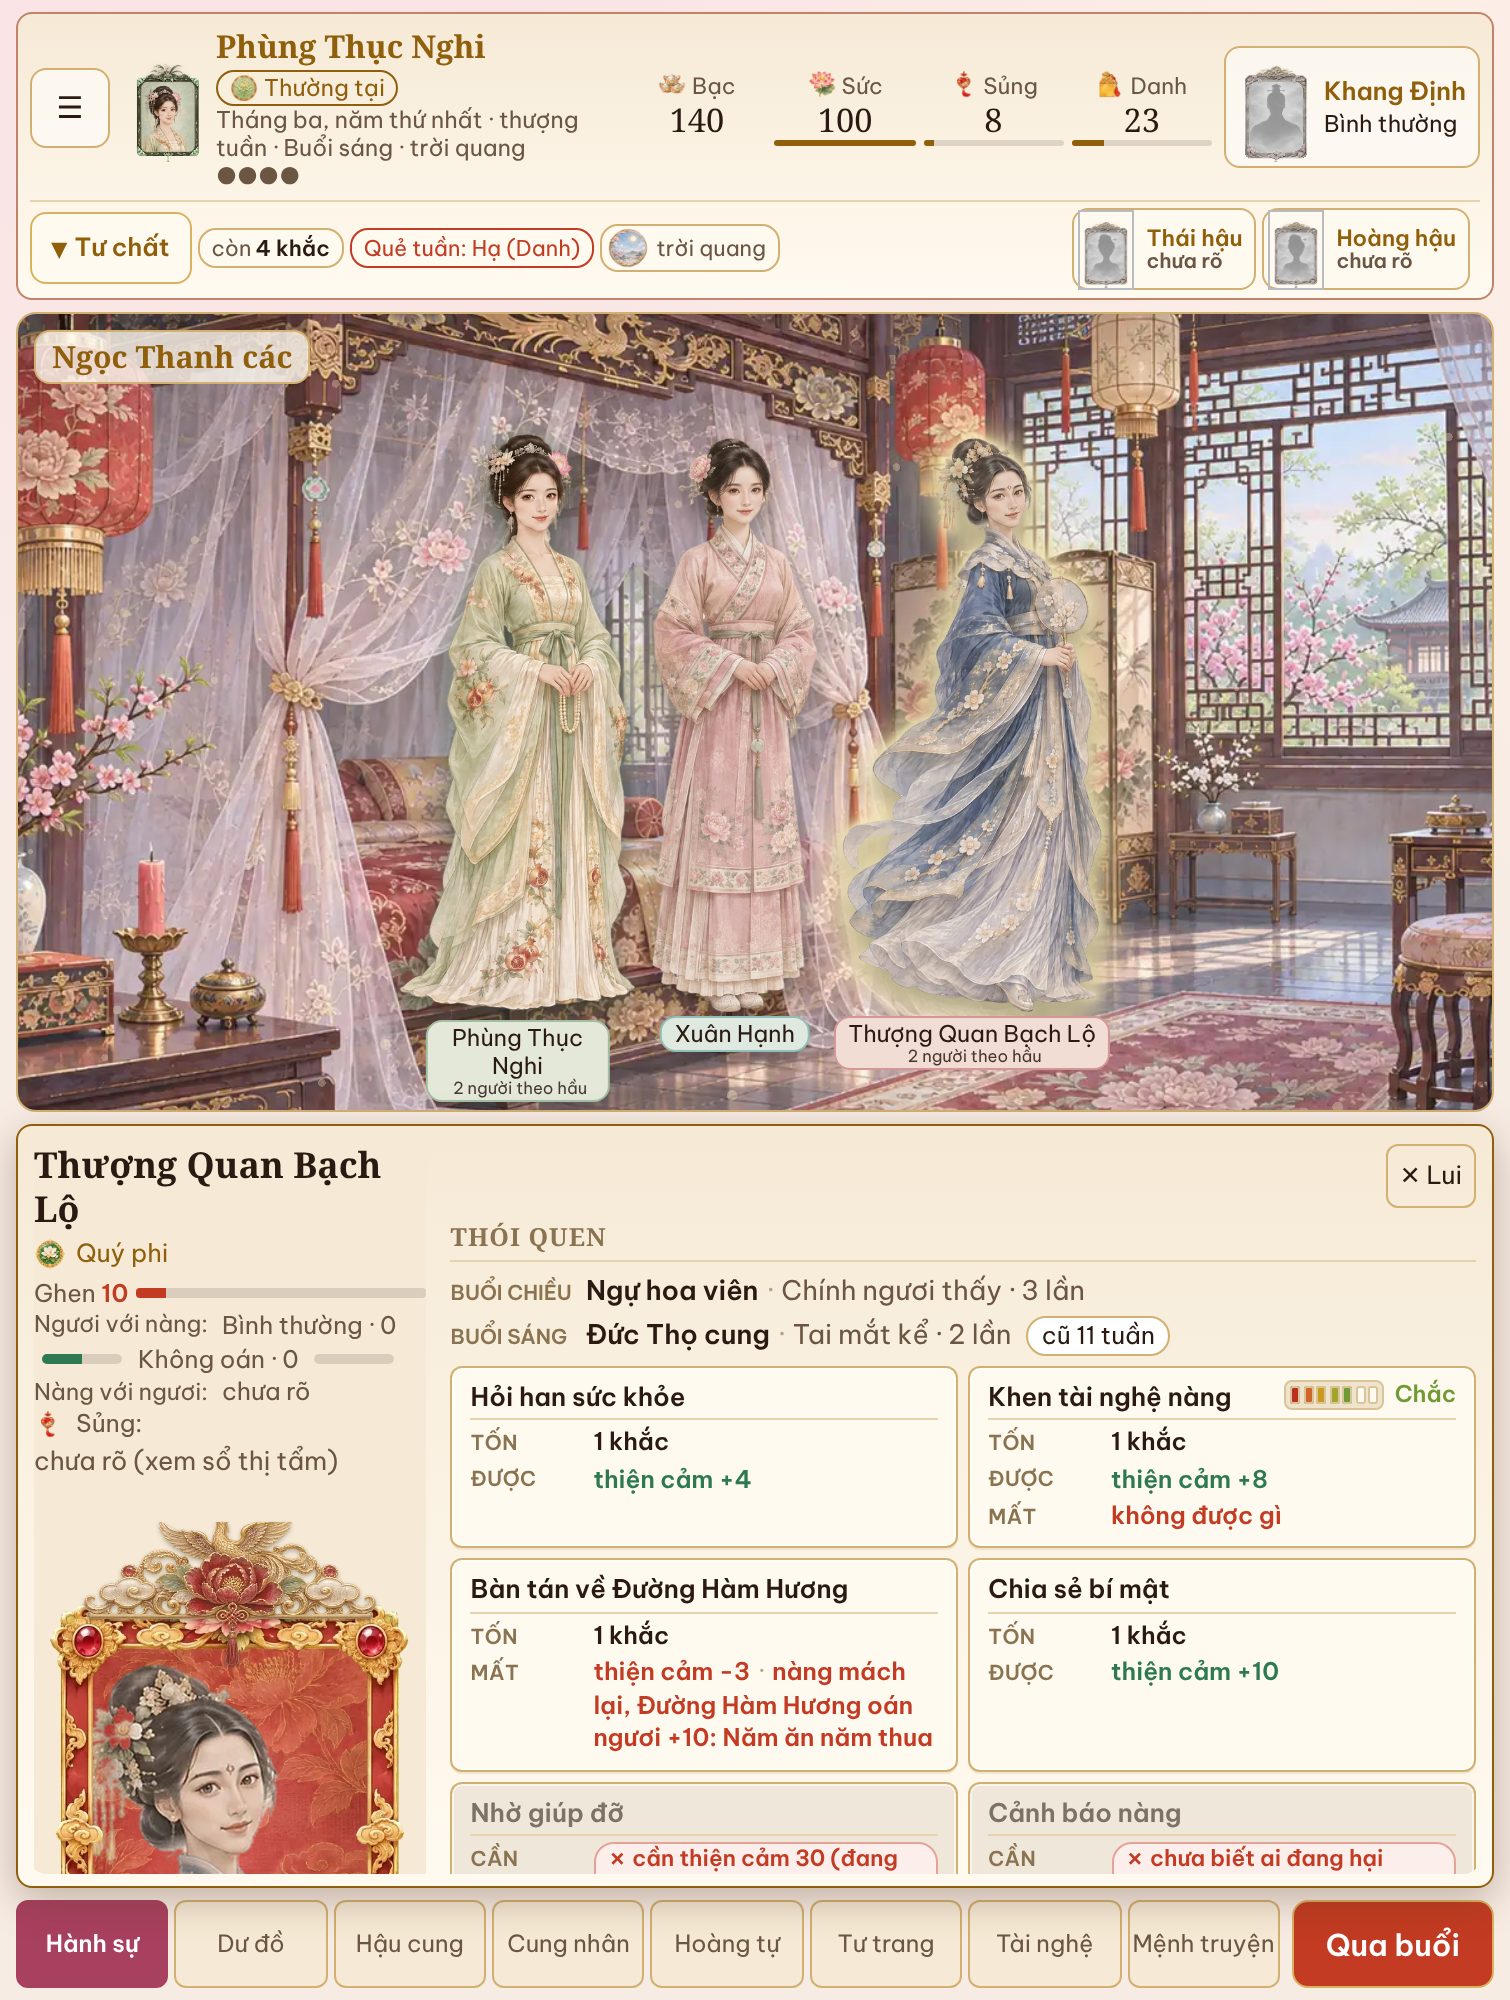 ☰
Phùng Thục Nghi
Thường tại
Tháng ba, năm thứ nhất · thượng
tuần · Buổi sáng · trời quang
Bạc
140
Sức
100
Sủng
8
Danh
23
Khang Định
Bình thường
▼ Tư chất
còn 4 khắc
Quẻ tuần: Hạ (Danh)
trời quang
Thái hậu
chưa rõ
Hoàng hậu
chưa rõ
Ngọc Thanh các
Phùng Thục
Nghi
2 người theo hầu
Xuân Hạnh
Thượng Quan Bạch Lộ
2 người theo hầu
Thượng Quan Bạch
Lộ
Quý phi
Ghen 10
Ngươi với nàng: Bình thường · 0
Không oán · 0
Nàng với ngươi: chưa rõ
Sủng:
chưa rõ (xem sổ thị tẩm)
✕ Lui
THÓI QUEN
BUỔI CHIỀU Ngự hoa viên · Chính ngươi thấy · 3 lần
BUỔI SÁNG Đức Thọ cung · Tai mắt kể · 2 lần cũ 11 tuần
Hỏi han sức khỏe
TỐN 1 khắc
ĐƯỢC thiện cảm +4
Khen tài nghệ nàng Chắc
TỐN 1 khắc
ĐƯỢC thiện cảm +8
MẤT không được gì
Bàn tán về Đường Hàm Hương
TỐN 1 khắc
MẤT thiện cảm -3 · nàng mách
lại, Đường Hàm Hương oán
ngươi +10: Năm ăn năm thua
Chia sẻ bí mật
TỐN 1 khắc
ĐƯỢC thiện cảm +10
Nhờ giúp đỡ
CẦN × cần thiện cảm 30 (đang
Cảnh báo nàng
CẦN × chưa biết ai đang hại
Hành sự
Dư đồ
Hậu cung
Cung nhân
Hoàng tự
Tư trang
Tài nghệ
Mệnh truyện
Qua buổi